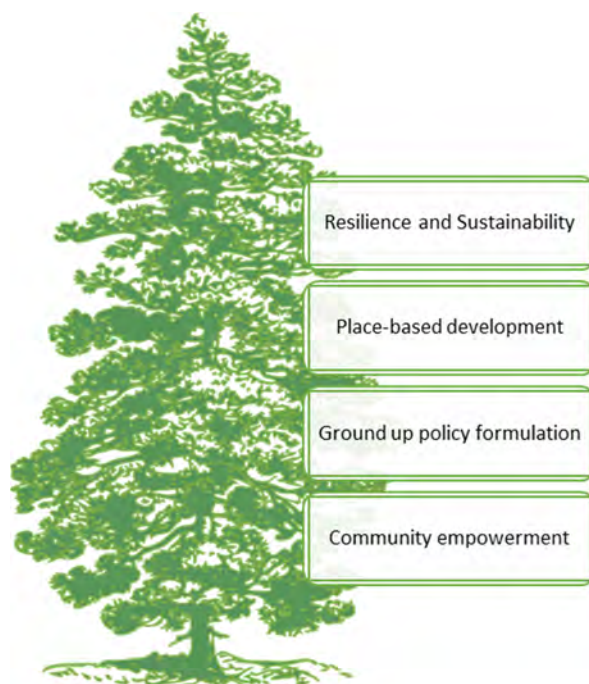 Resilience and Sustainability
Place-based development
Ground up policy formulation
Community empowerment